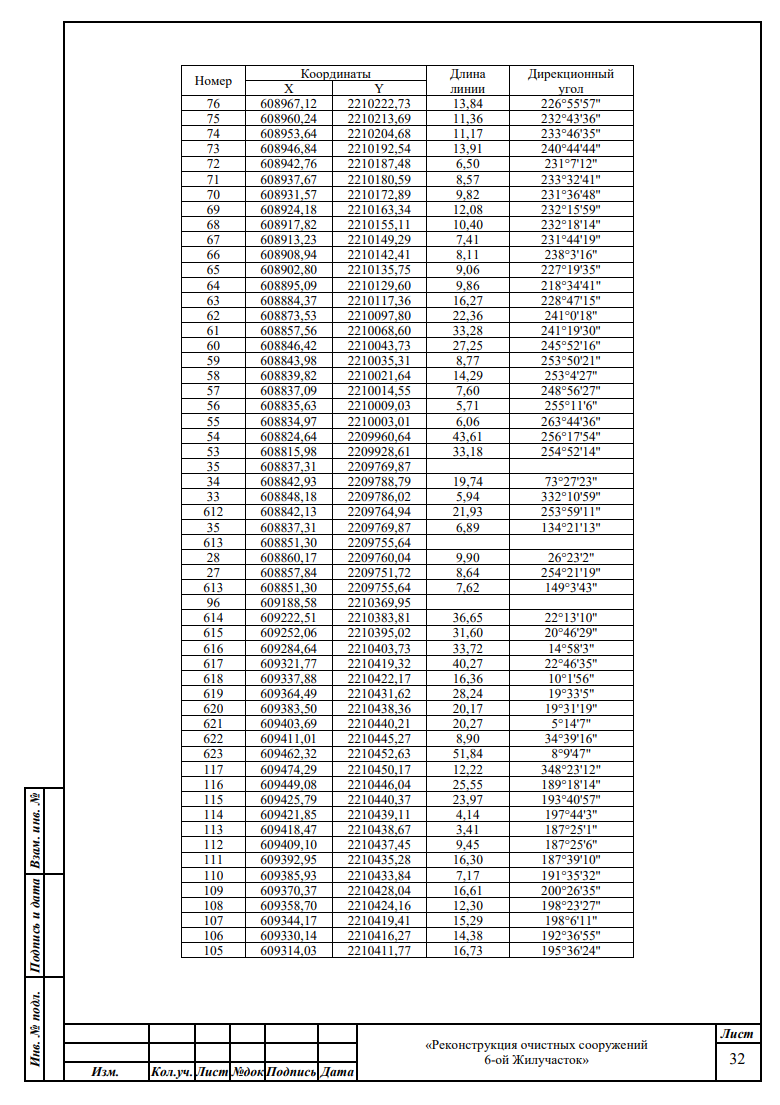 Номер Координаты Длина линии Дирекционный угол
X Y
76 608967,12 2210222,73 13,84 226°55'57"
75 608960,24 2210213,69 11,36 232°43'36"
74 608953,64 2210204,68 11,17 233°46'35"
73 608946,84 2210192,54 13,91 240°44'44"
72 608942,76 2210187,48 6,50 231°7'12"
71 608937,67 2210180,59 8,57 233°32'41"
70 608931,57 2210172,89 9,82 231°36'48"
69 608924,18 2210163,34 12,08 232°15'59"
68 608917,82 2210155,11 10,40 232°18'14"
67 608913,23 2210149,29 7,41 231°44'19"
66 608908,94 2210142,41 8,11 238°3'16"
65 608902,80 2210135,75 9,06 227°19'35"
64 608895,09 2210129,60 9,86 218°34'41"
63 608884,37 2210117,36 16,27 228°47'15"
62 608873,53 2210097,80 22,36 241°0'18"
61 608857,56 2210068,60 33,28 241°19'30"
60 608846,42 2210043,73 27,25 245°52'16"
59 608843,98 2210035,31 8,77 253°50'21"
58 608839,82 2210021,64 14,29 253°4'27"
57 608837,09 2210014,55 7,60 248°56'27"
56 608835,63 2210009,03 5,71 255°11'6"
55 608834,97 2210003,01 6,06 263°44'36"
54 608824,64 2209960,64 43,61 256°17'54"
53 608815,98 2209928,61 33,18 254°52'14"
35 608837,31 2209769,87
34 608842,93 2209788,79 19,74 73°27'23"
33 608848,18 2209786,02 5,94 332°10'59"
612 608842,13 2209764,94 21,93 253°59'11"
35 608837,31 2209769,87 6,89 134°21'13"
613 608851,30 2209755,64
28 608860,17 2209760,04 9,90 26°23'2"
27 608857,84 2209751,72 8,64 254°21'19"
613 608851,30 2209755,64 7,62 149°3'43"
96 609188,58 2210369,95
614 609222,51 2210383,81 36,65 22°13'10"
615 609252,06 2210395,02 31,60 20°46'29"
616 609284,64 2210403,73 33,72 14°58'3"
617 609321,77 2210419,32 40,27 22°46'35"
618 609337,88 2210422,17 16,36 10°1'56"
619 609364,49 2210431,62 28,24 19°33'5"
620 609383,50 2210438,36 20,17 19°31'19"
621 609403,69 2210440,21 20,27 5°14'7"
622 609411,01 2210445,27 8,90 34°39'16"
623 609462,32 2210452,63 51,84 8°9'47"
117 609474,29 2210450,17 12,22 348°23'12"
116 609449,08 2210446,04 25,55 189°18'14"
115 609425,79 2210440,37 23,97 193°40'57"
114 609421,85 2210439,11 4,14 197°44'3"
113 609418,47 2210438,67 3,41 187°25'1"
112 609409,10 2210437,45 9,45 187°25'6"
111 609392,95 2210435,28 16,30 187°39'10"
110 609385,93 2210433,84 7,17 191°35'32"
109 609370,37 2210428,04 16,61 200°26'35"
108 609358,70 2210424,16 12,30 198°23'27"
107 609344,17 2210419,41 15,29 198°6'11"
106 609330,14 2210416,27 14,38 192°36'55"
105 609314,03 2210411,77 16,73 195°36'24"
Взам. инв. №
Подпись и дата
Инв. № подл.
Изм. Кол.уч. Лист №док Подпись Дата
«Реконструкция очистных сооружений
6-ой Жилучасток»
Лист
32